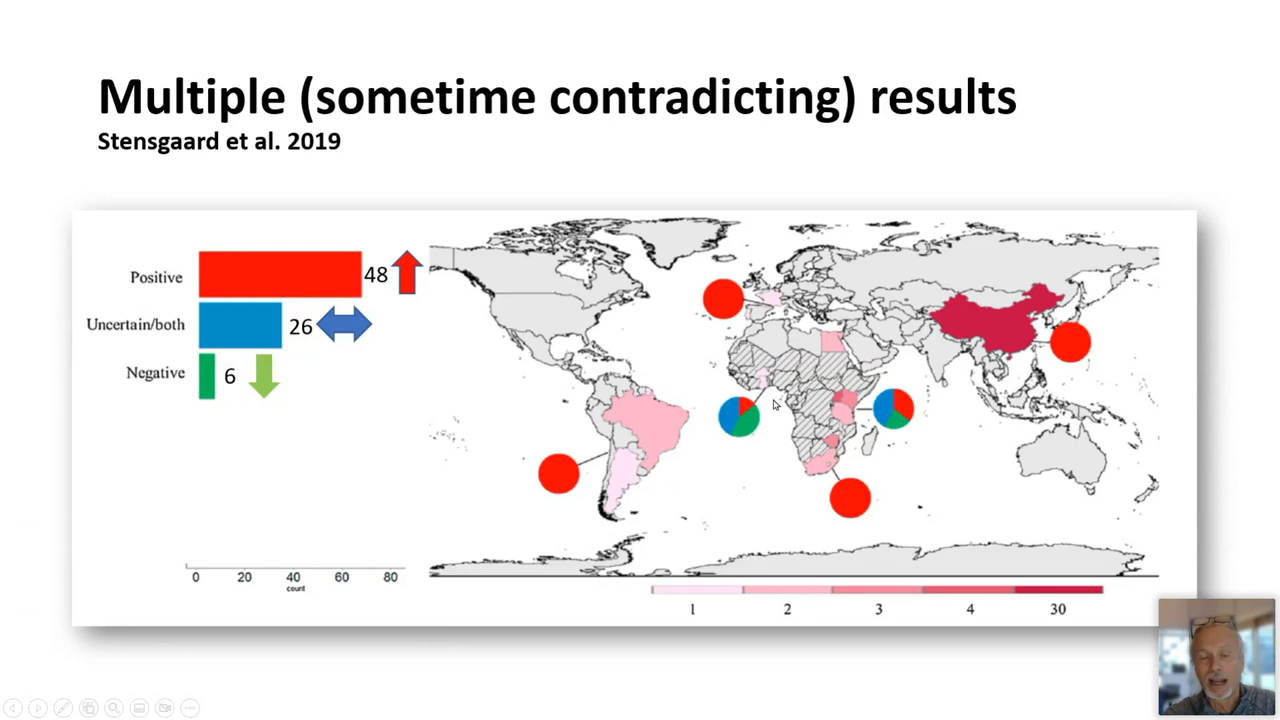 Multiple (sometime contradicting) results
Stensgaard et al. 2019
Positive 48
Uncertain/both 26
Negative 6
0 20 40 60 80
count
1 2 3 4 30